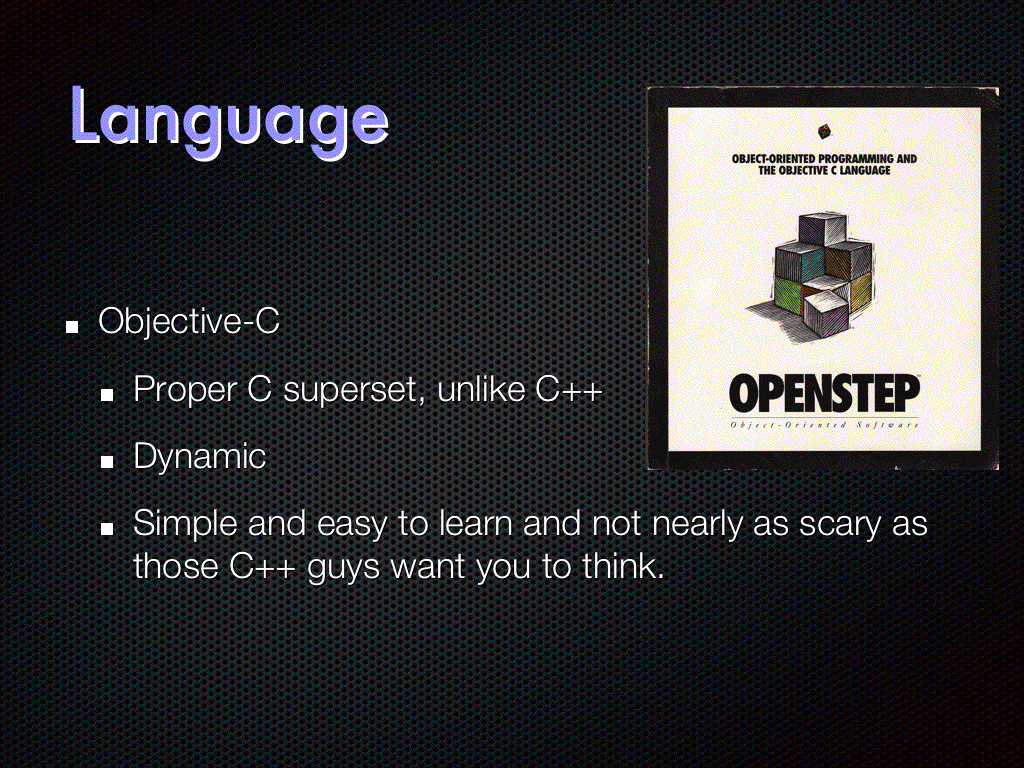 Language
OBJECT-ORIENTED PROGRAMMING AND
THE OBJECTIVE C LANGUAGE
OPENSTEP
Object-Oriented Software
Objective-C
Proper C superset, unlike C++
Dynamic
Simple and easy to learn and not nearly as scary as
those C++ guys want you to think.